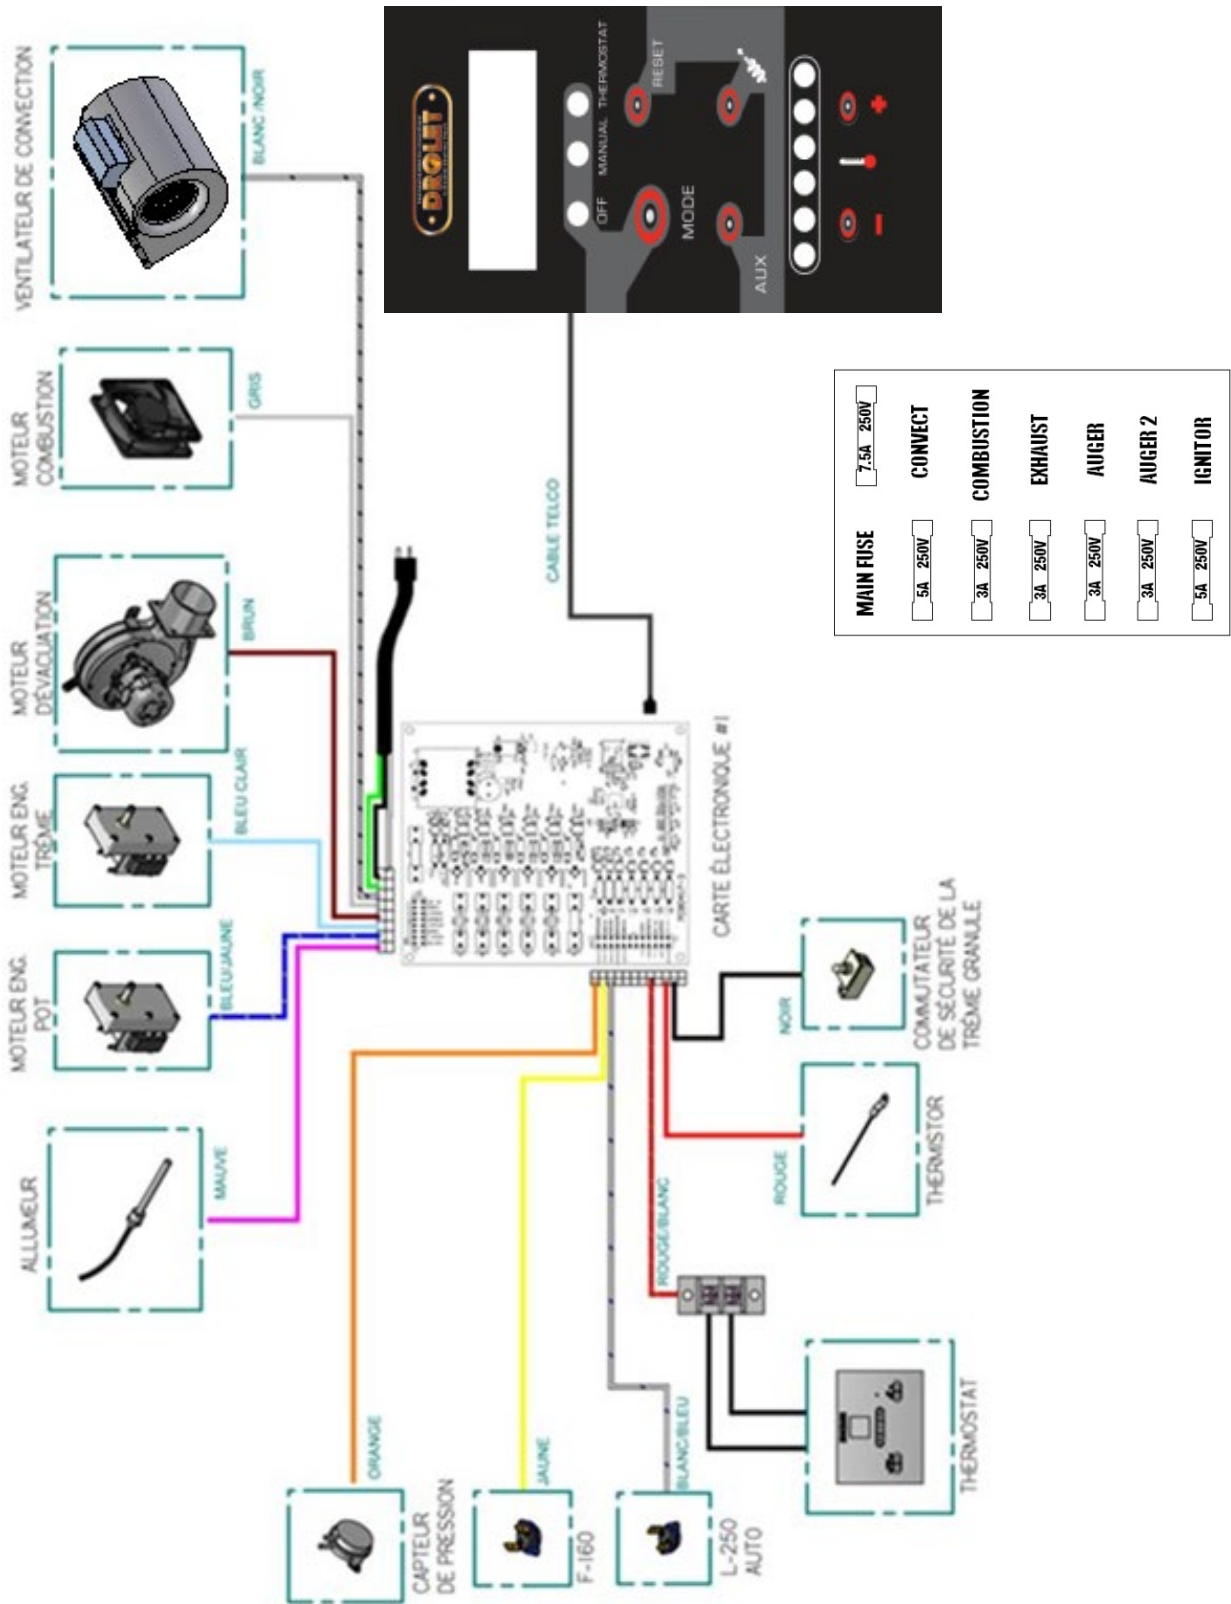 VENTILATEUR DE CONVECTION
BLANC /NOIR
MOTEUR
COMBUSTION
GRIS
MOTEUR
DÉVACUATION
BRUN
MOTEUR ENG.
TRÉMIE
BLEU CLAIR
MOTEUR ENG.
POT
BLEU/JAUNE
ALLUMEUR
MAUVE
DROLET
OFF
MANUAL
THERMOSTAT
MODE
RESET
AUX
CABLE TELCO
CARTE ÉLECTRONIQUE #1
MAIN FUSE
7.5A 250V
5A 250V
CONVECT
3A 250V
COMBUSTION
3A 250V
EXHAUST
3A 250V
AUGER
3A 250V
AUGER 2
5A 250V
IGNITOR
CAPTEUR
DE PRESSION
ORANGE
F-160
JAUNE
L-250
AUTO
BLANC/BLEU
THERMOSTAT
ROUGE/BLANC
THERMISTOR
ROUGE
COMMUTATEUR
DE SÉCURITÉ DE LA
TRÉMIE GRANULE
NOIR